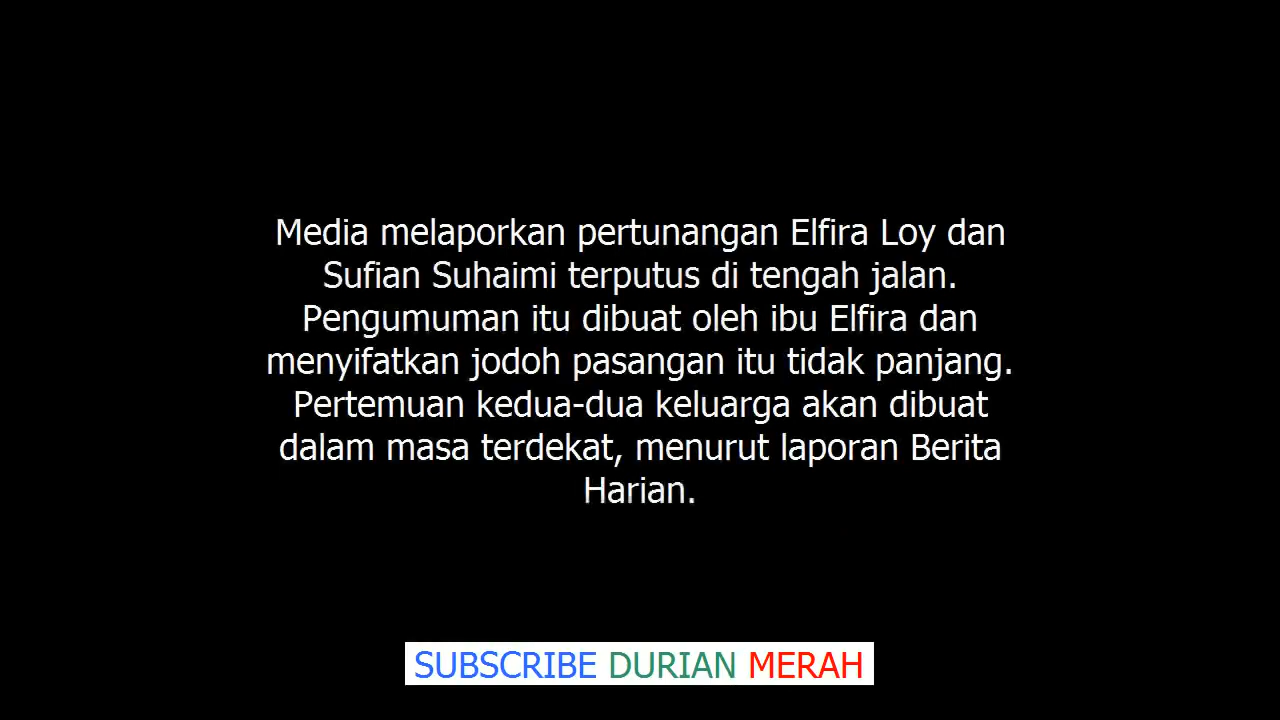 Media melaporkan pertunangan Elfira Loy dan
Sufian Suhaimi terputus di tengah jalan.
Pengumuman itu dibuat oleh ibu Elfira dan
menyifatkan jodoh pasangan itu tidak panjang.
Pertemuan kedua-dua keluarga akan dibuat
dalam masa terdekat, menurut laporan Berita
Harian.
SUBSCRIBE DURIAN MERAH